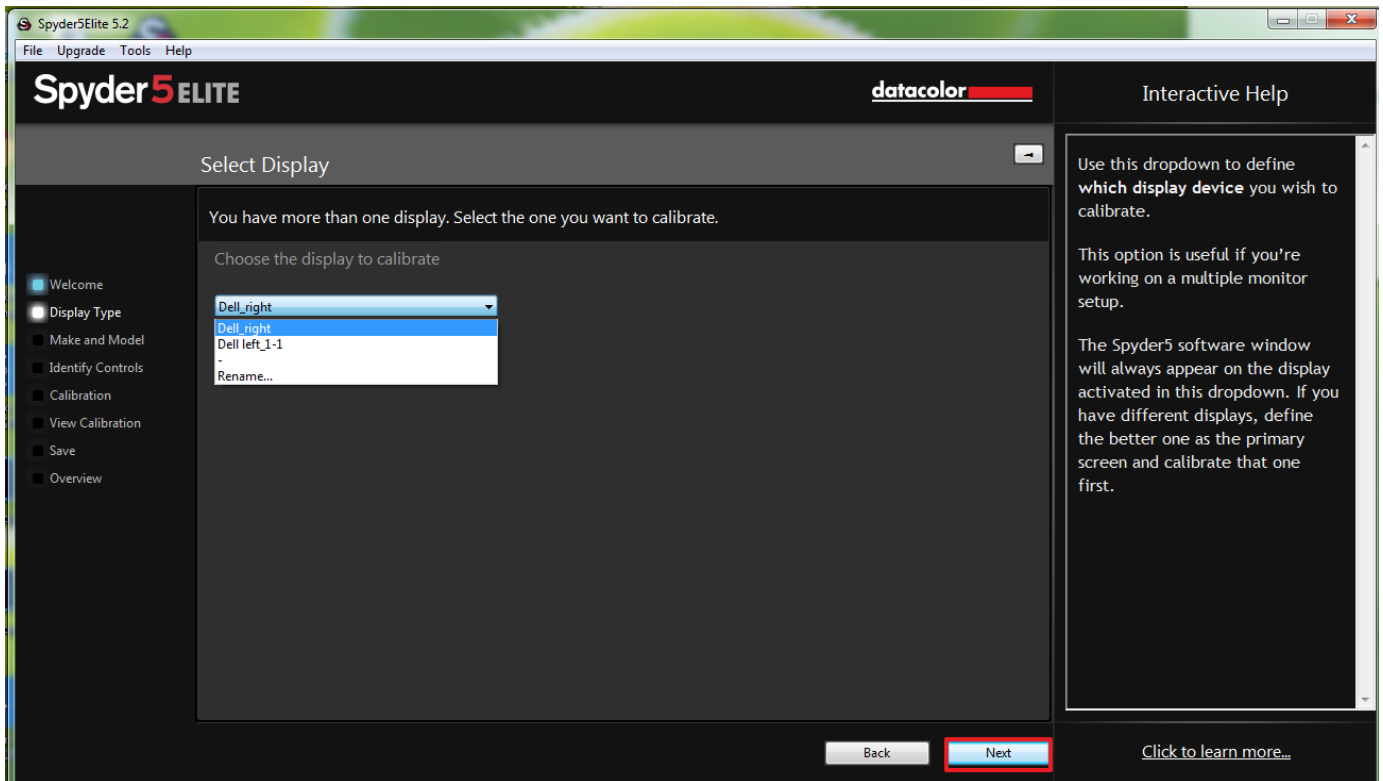 Spyder5Elite 5.2
File Upgrade Tools Help
Spyder5ELITE
datacolor
Interactive Help
Select Display
You have more than one display. Select the one you want to calibrate.
Choose the display to calibrate
Dell_right
Dell_right
Dell left_1-1
-
Rename...
Welcome
Display Type
Make and Model
Identify Controls
Calibration
View Calibration
Save
Overview
Use this dropdown to define
which display device you wish to
calibrate.
This option is useful if you're
working on a multiple monitor
setup.
The Spyder5 software window
will always appear on the display
activated in this dropdown. If you
have different displays, define
the better one as the primary
screen and calibrate that one
first.
Back
Next
Click to learn more...